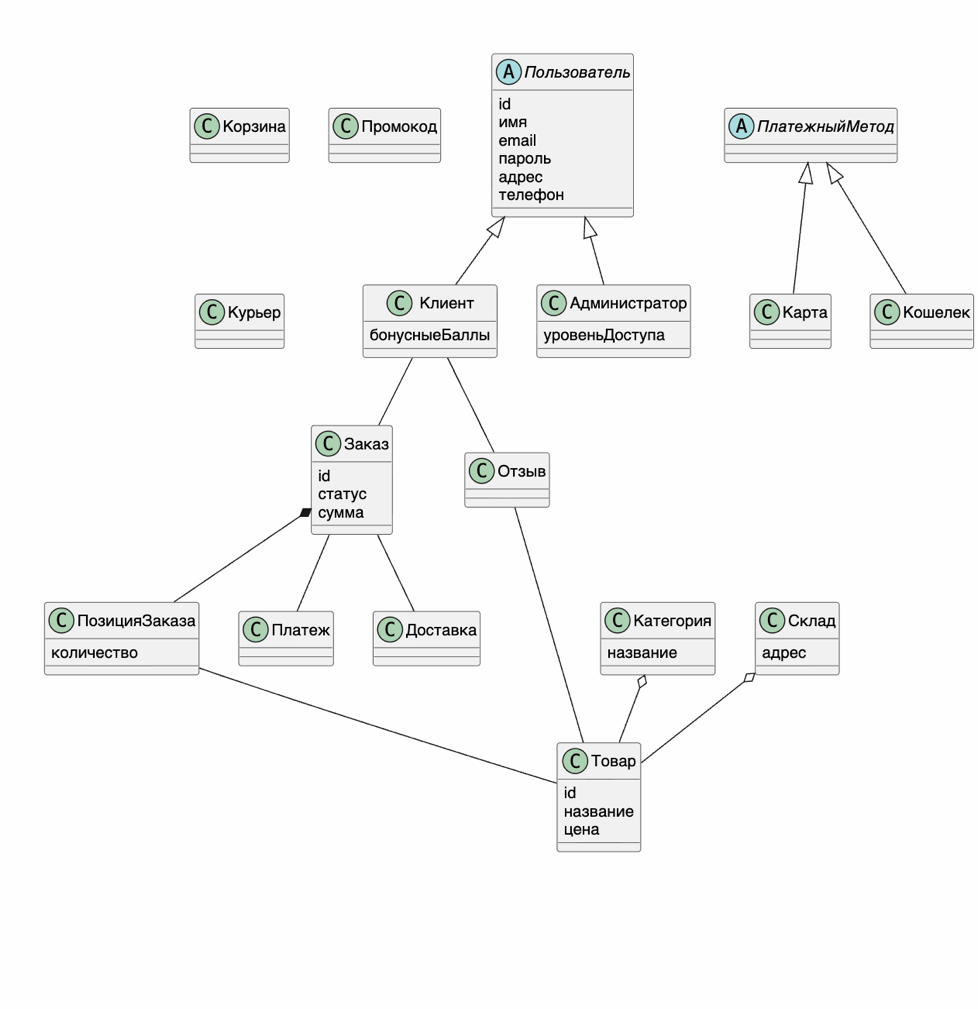 A Пользователь
id
имя
email
пароль
адрес
телефон
C Корзина
C Промокод
A ПлатежныйМетод
C Курьер
C Клиент
бонусныеБаллы
C Администратор
уровеньДоступа
C Карта
C Кошелек
C Заказ
id
статус
сумма
C Отзыв
C ПозицияЗаказа
количество
C Платеж
C Доставка
C Категория
название
C Склад
адрес
C Товар
id
название
цена